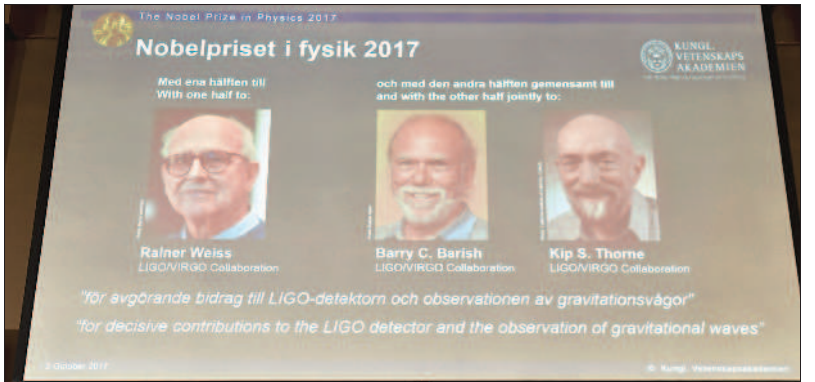 The Nobel Prize in Physics 2017
Nobelpriset i fysik 2017
KUNGL.
VETENSKAPS
AKADEMIEN
Med ena hälften till
With one half to:
och med den andra hälften gemensamt till
and with the other half jointly to:
Rainer Weiss
LIGO/VIRGO Collaboration
Barry C. Barish
LIGO/VIRGO Collaboration
Kip S. Thorne
LIGO/VIRGO Collaboration
"för avgörande bidrag till LIGO-detektorn och observationen av gravitationsvågor"
"for decisive contributions to the LIGO detector and the observation of gravitational waves"
3 October 2017
© Kungl. Vetenskapsakademien